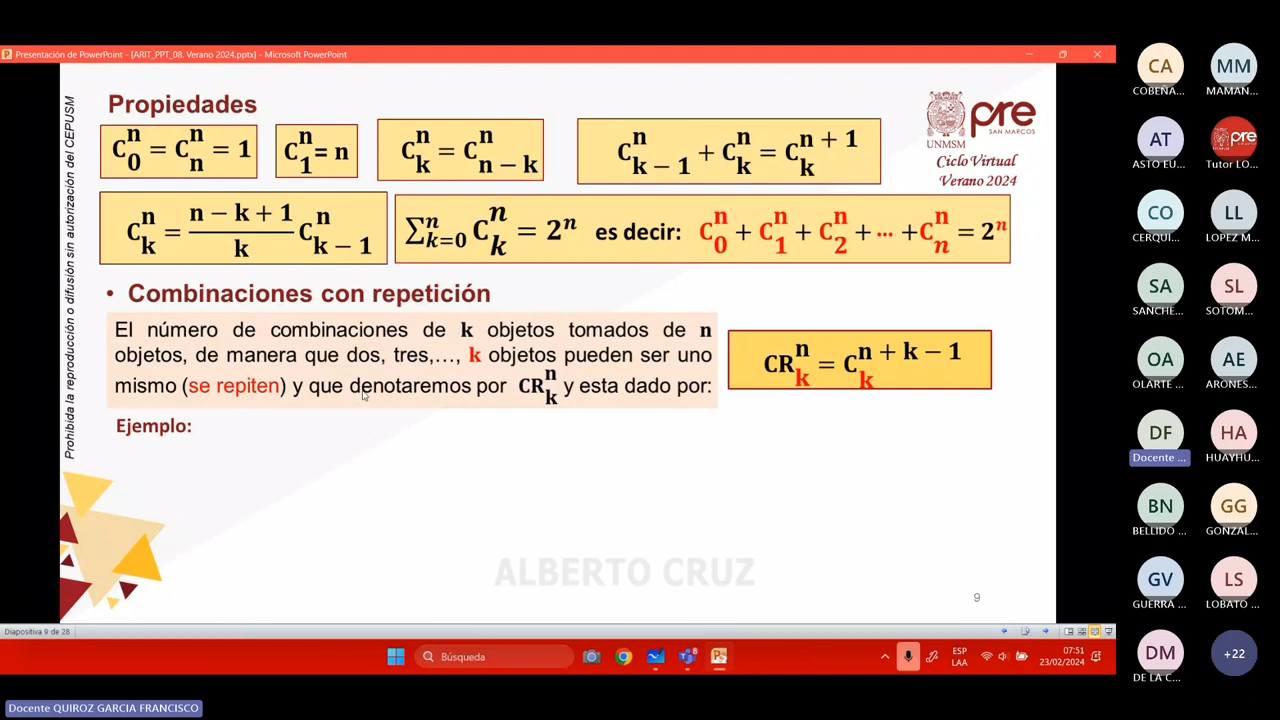 Presentación de PowerPoint - [ARIT_PPT_08. Verano 2024.pptx] - Microsoft PowerPoint
Prohibida la reproducción o difusión sin autorización del CEPUSM
Propiedades
UNMSM
pre
SAN MARCOS
Ciclo Virtual
Verano 2024
C₀ⁿ = Cₙⁿ = 1
C₁ⁿ = n
Cₖⁿ = Cₙ₋ₖⁿ
Cₖ₋₁ⁿ + Cₖⁿ = Cₖⁿ⁺¹
Cₖⁿ = (n − k + 1)/k Cₖ₋₁ⁿ
∑ₖ₌₀ⁿ Cₖⁿ = 2ⁿ es decir: C₀ⁿ + C₁ⁿ + C₂ⁿ + ... + Cₙⁿ = 2ⁿ
• Combinaciones con repetición
El número de combinaciones de k objetos tomados de n
objetos, de manera que dos, tres,..., k objetos pueden ser uno
mismo (se repiten) y que denotaremos por CRₖⁿ y esta dado por:
CRₖⁿ = Cₖⁿ⁺ᵏ⁻¹
Ejemplo:
ALBERTO CRUZ
9
Diapositiva 9 de 28
Búsqueda
8
ESP
LAA
07:51
23/02/2024
CA
COBEÑA...
MM
MAMAN...
AT
ASTO EU...
pre
Tutor LO...
CO
CERQUI...
LL
LOPEZ M...
SA
SANCHE...
SL
SOTOM...
OA
OLARTE ...
AE
ARONES...
DF
Docente ...
HA
HUAYHU...
BN
BELLIDO ...
GG
GONZAL...
GV
GUERRA ...
LS
LOBATO ...
DM
DE LA C...
+22
Docente QUIROZ GARCIA FRANCISCO